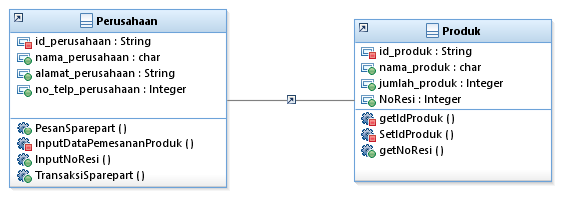 Perusahaan
id_perusahaan : String
nama_perusahaan : char
alamat_perusahaan : String
no_telp_perusahaan : Integer
PesanSparepart ()
InputDataPemesananProduk ()
InputNoResi ()
TransaksiSparepart ()
Produk
id_produk : String
nama_produk : char
jumlah_produk : Integer
NoResi : Integer
getIdProduk ()
SetIdProduk ()
getNoResi ()